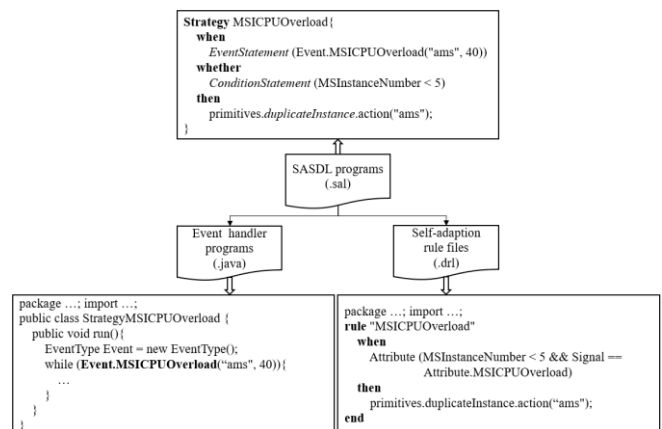 Strategy MSICPUOverload{
when
EventStatement (Event.MSICPUOverload("ams", 40))
whether
ConditionStatement (MSInstanceNumber < 5)
then
primitives.duplicateInstance.action("ams");
}
SASDL programs
(.sal)
Event handler
programs
(.java)
Self-adaption
rule files
(.drl)
package …; import …;
public class StrategyMSICPUOverload {
public void run(){
EventType Event = new EventType();
while (Event.MSICPUOverload(“ams", 40)){
…
}
}
}
package …; import …;
rule "MSICPUOverload"
when
Attribute (MSInstanceNumber < 5 && Signal ==
Attribute.MSICPUOverload)
then
primitives.duplicateInstance.action(“ams");
end